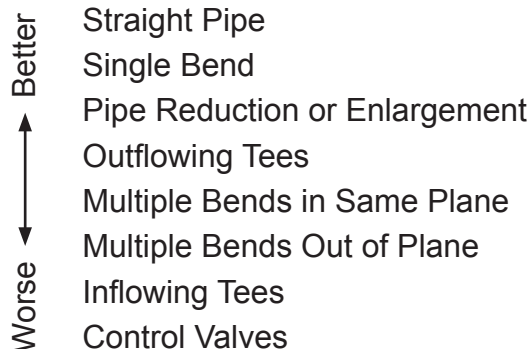 Better
Worse
Straight Pipe
Single Bend
Pipe Reduction or Enlargement
Outflowing Tees
Multiple Bends in Same Plane
Multiple Bends Out of Plane
Inflowing Tees
Control Valves